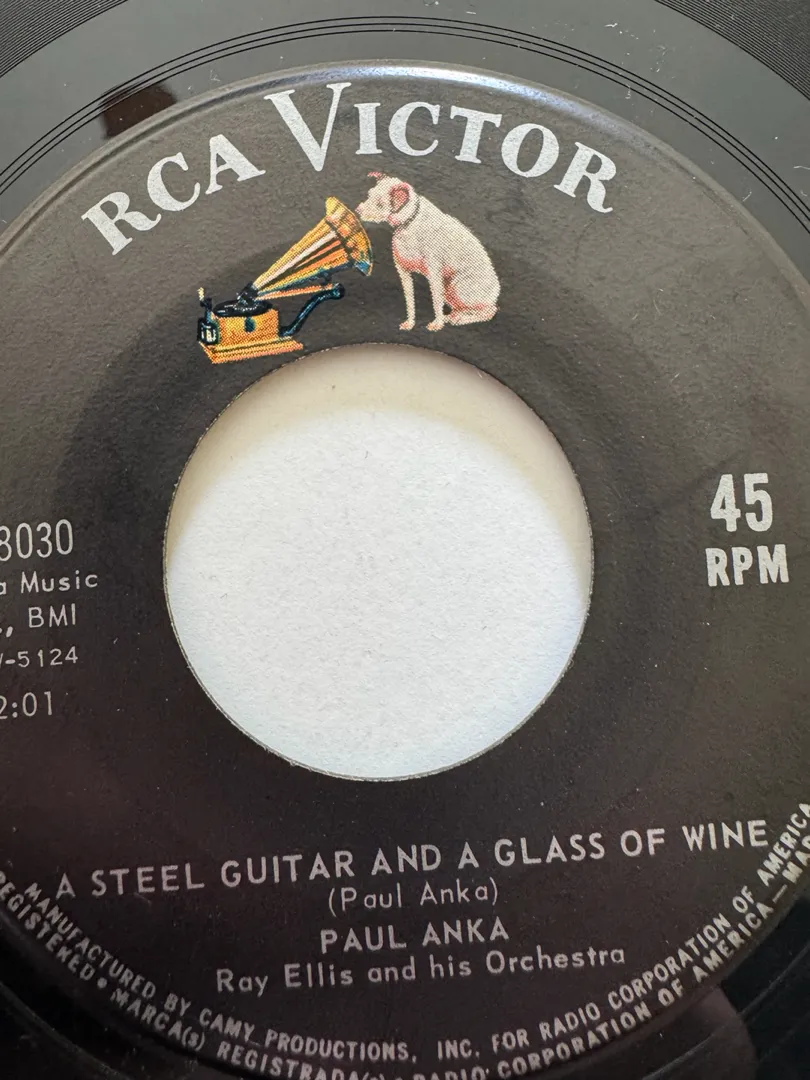 RCA VICTOR
45
RPM
8030
Music
BMI
-5124
2:01
A STEEL GUITAR AND A GLASS OF WINE
(Paul Anka)
PAUL ANKA
Ray Ellis and his Orchestra
MANUFACTURED BY CAMY PRODUCTIONS, INC. FOR RADIO CORPORATION OF AMERICA
REGISTERED • MARCA(s) REGISTRADA(s) • RADIO CORPORATION OF AMERICA —